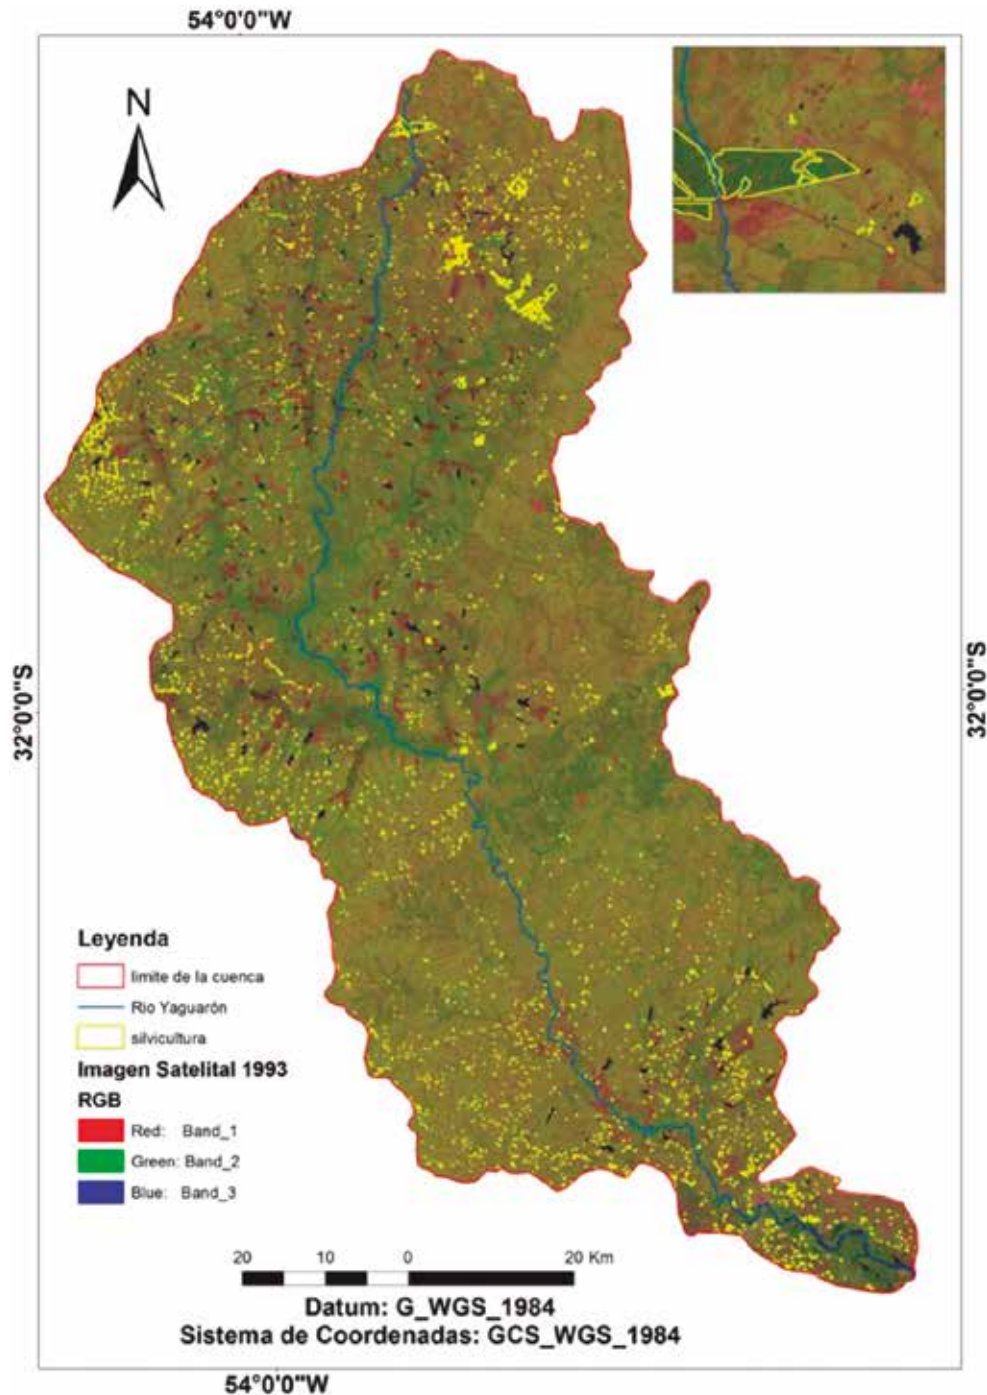 54°0'0"W
N
32°0'0"S
32°0'0"S
Leyenda
limite de la cuenca
Rio Yaguarón
silvicultura
Imagen Satelital 1993
RGB
Red: Band_1
Green: Band_2
Blue: Band_3
20 10 0 20 Km
Datum: G_WGS_1984
Sistema de Coordenadas: GCS_WGS_1984
54°0'0"W